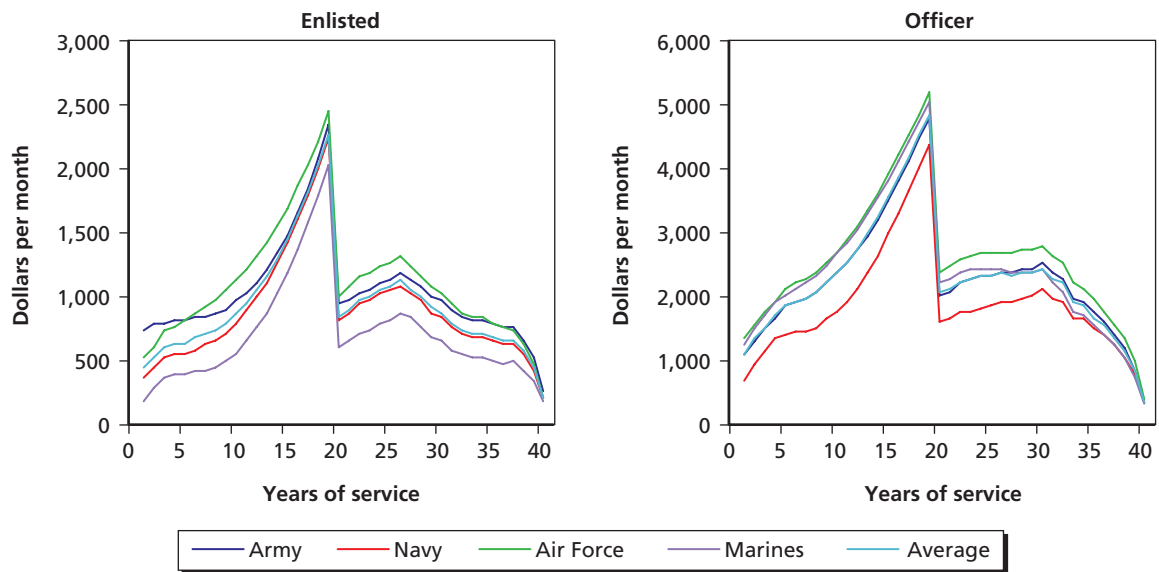 Enlisted
3,000
2,500
2,000
1,500
1,000
500
0
Dollars per month
0 5 10 15 20 25 30 35 40
Years of service
Officer
6,000
5,000
4,000
3,000
2,000
1,000
0
Dollars per month
0 5 10 15 20 25 30 35 40
Years of service
Army Navy Air Force Marines Average